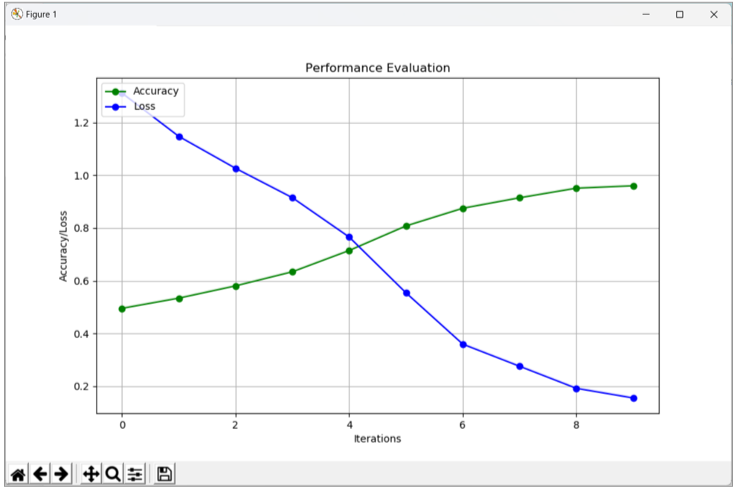 Figure 1
Performance Evaluation
Accuracy
Loss
Accuracy/Loss
1.2
1.0
0.8
0.6
0.4
0.2
0 2 4 6 8
Iterations